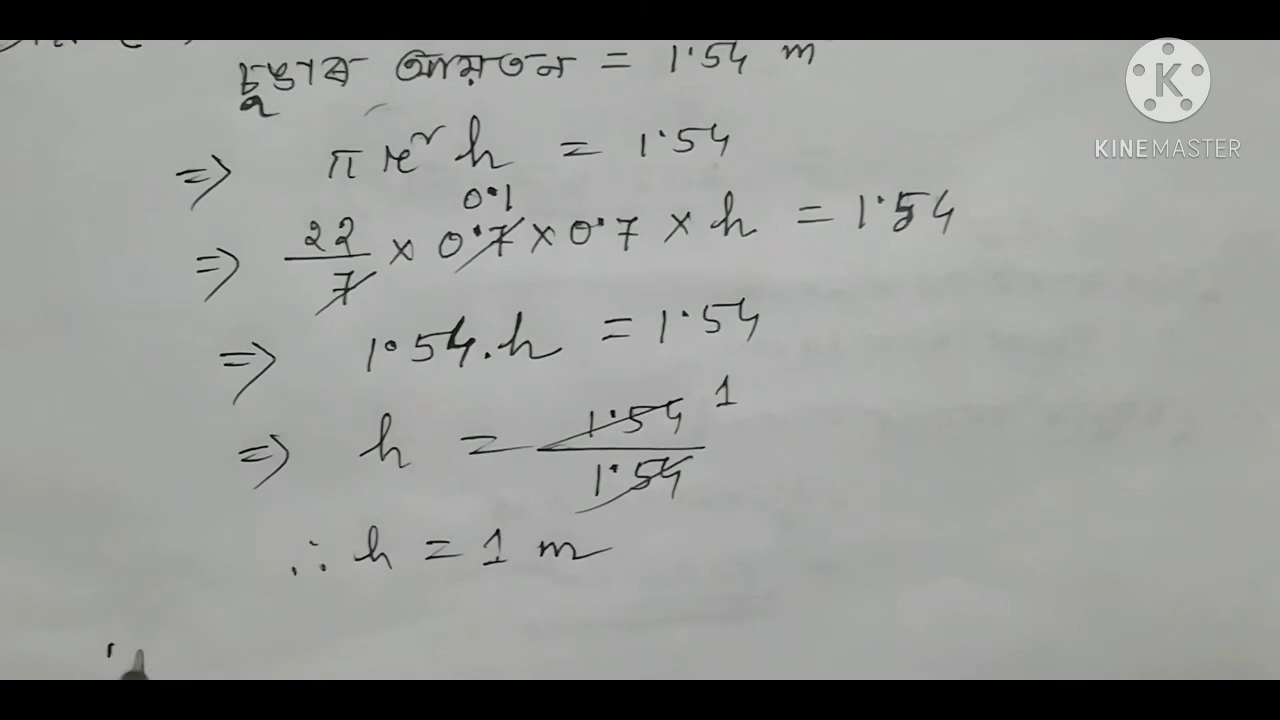 চুঙাৰ আয়তন = 1.54 m
⇒ π r² h = 1.54
0.1
⇒ 22/7 × 0.7 × 0.7 × h = 1.54
⇒ 1.54 . h = 1.54
⇒ h = 1.54/1.54 1
∴ h = 1 m
K
KINEMASTER